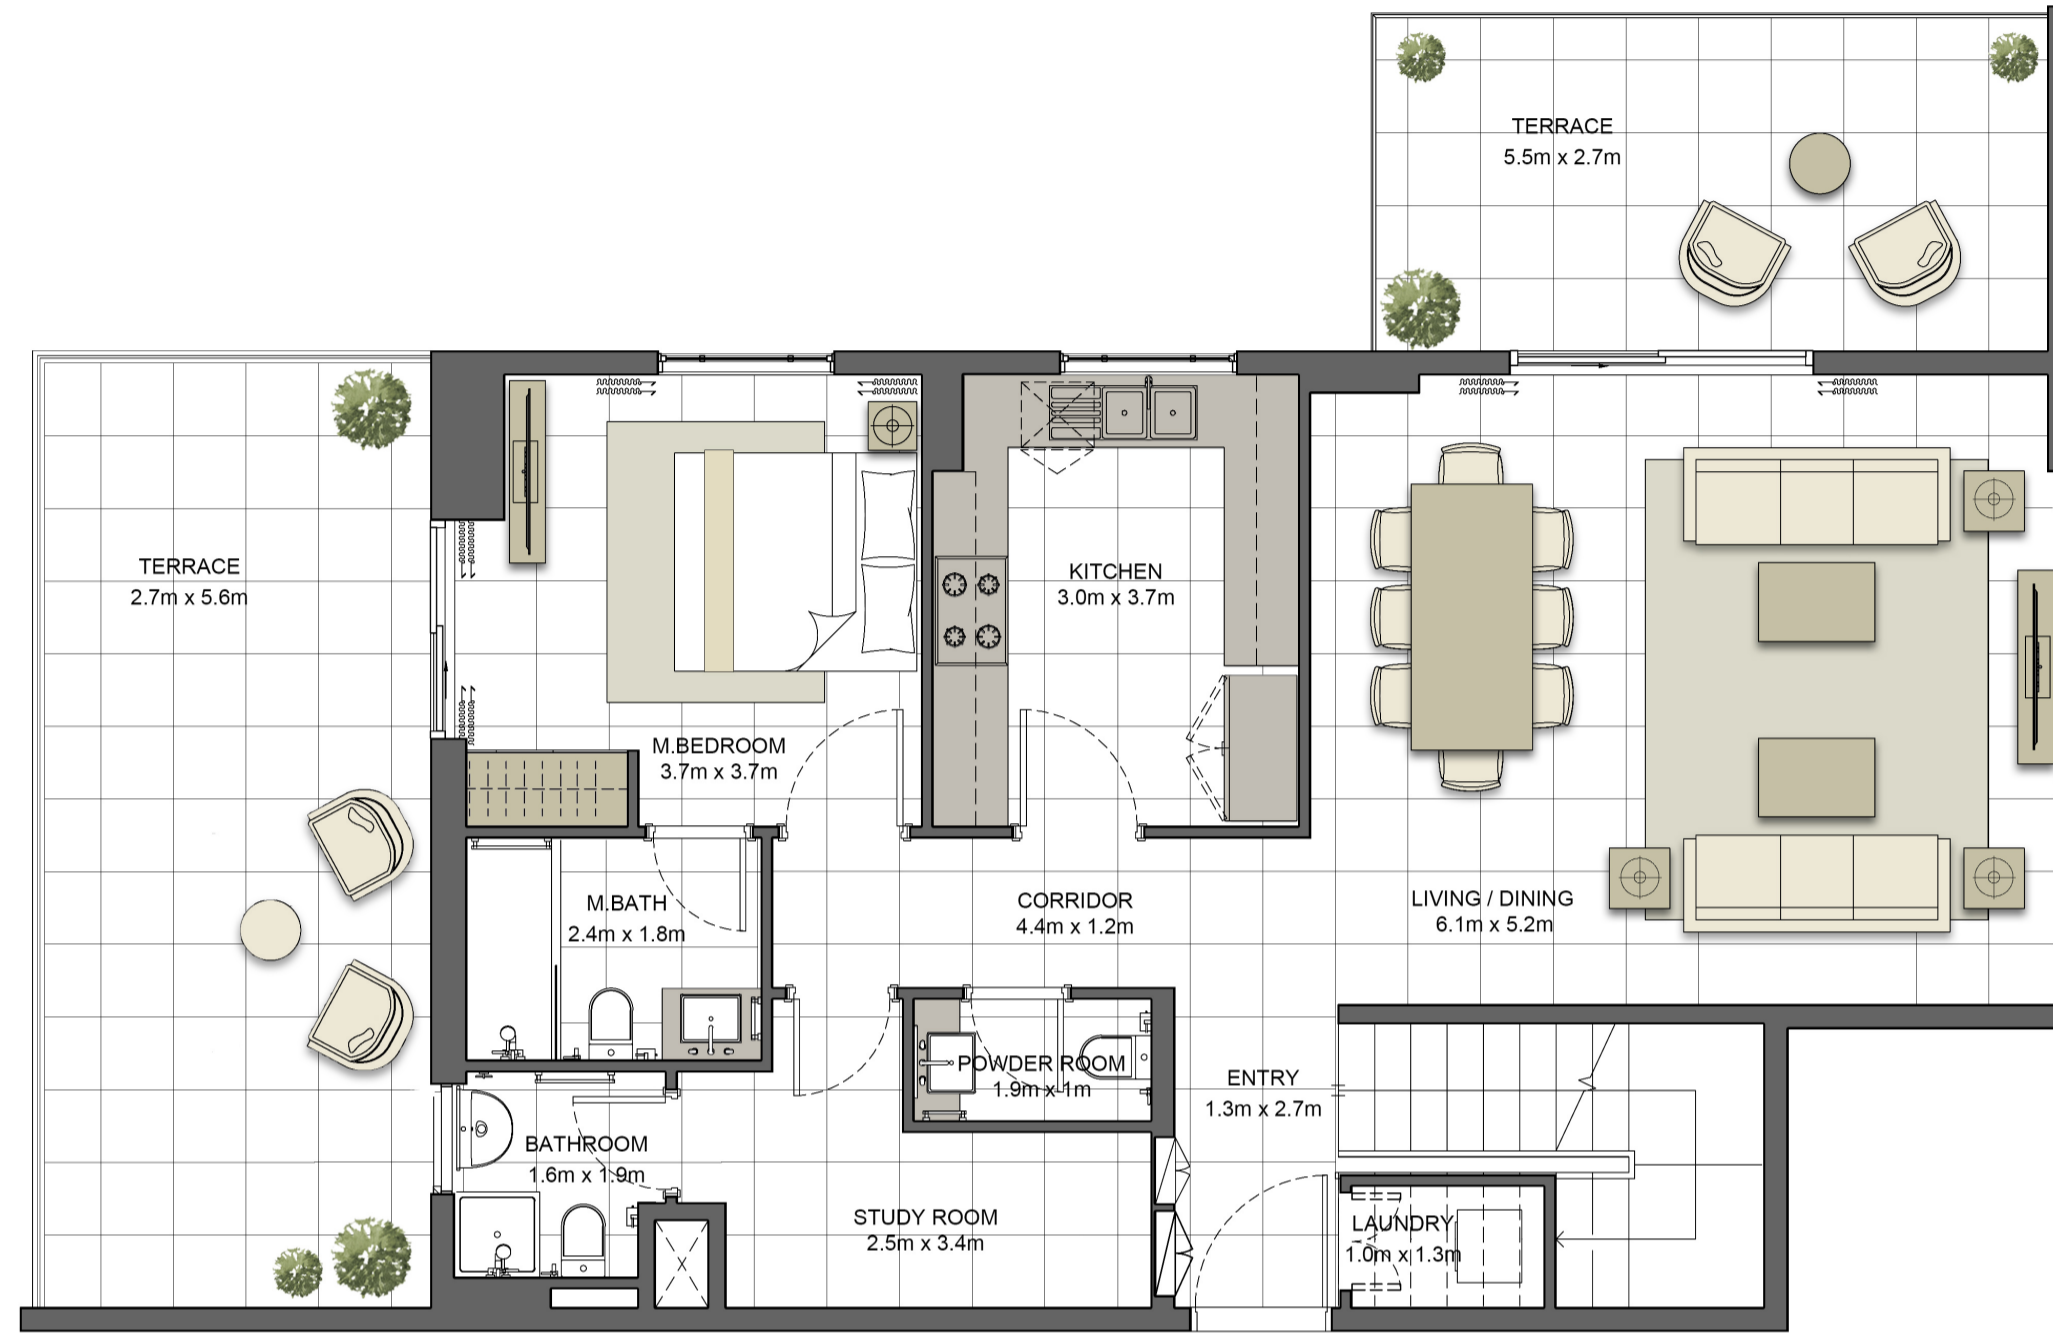 TERRACE
5.5m x 2.7m
TERRACE
2.7m x 5.6m
KITCHEN
3.0m x 3.7m
M.BEDROOM
3.7m x 3.7m
M.BATH
2.4m x 1.8m
CORRIDOR
4.4m x 1.2m
LIVING / DINING
6.1m x 5.2m
POWDER ROOM
1.9m x 1m
ENTRY
1.3m x 2.7m
BATHROOM
1.6m x 1.9m
STUDY ROOM
2.5m x 3.4m
LAUNDRY
1.0m x 1.3m